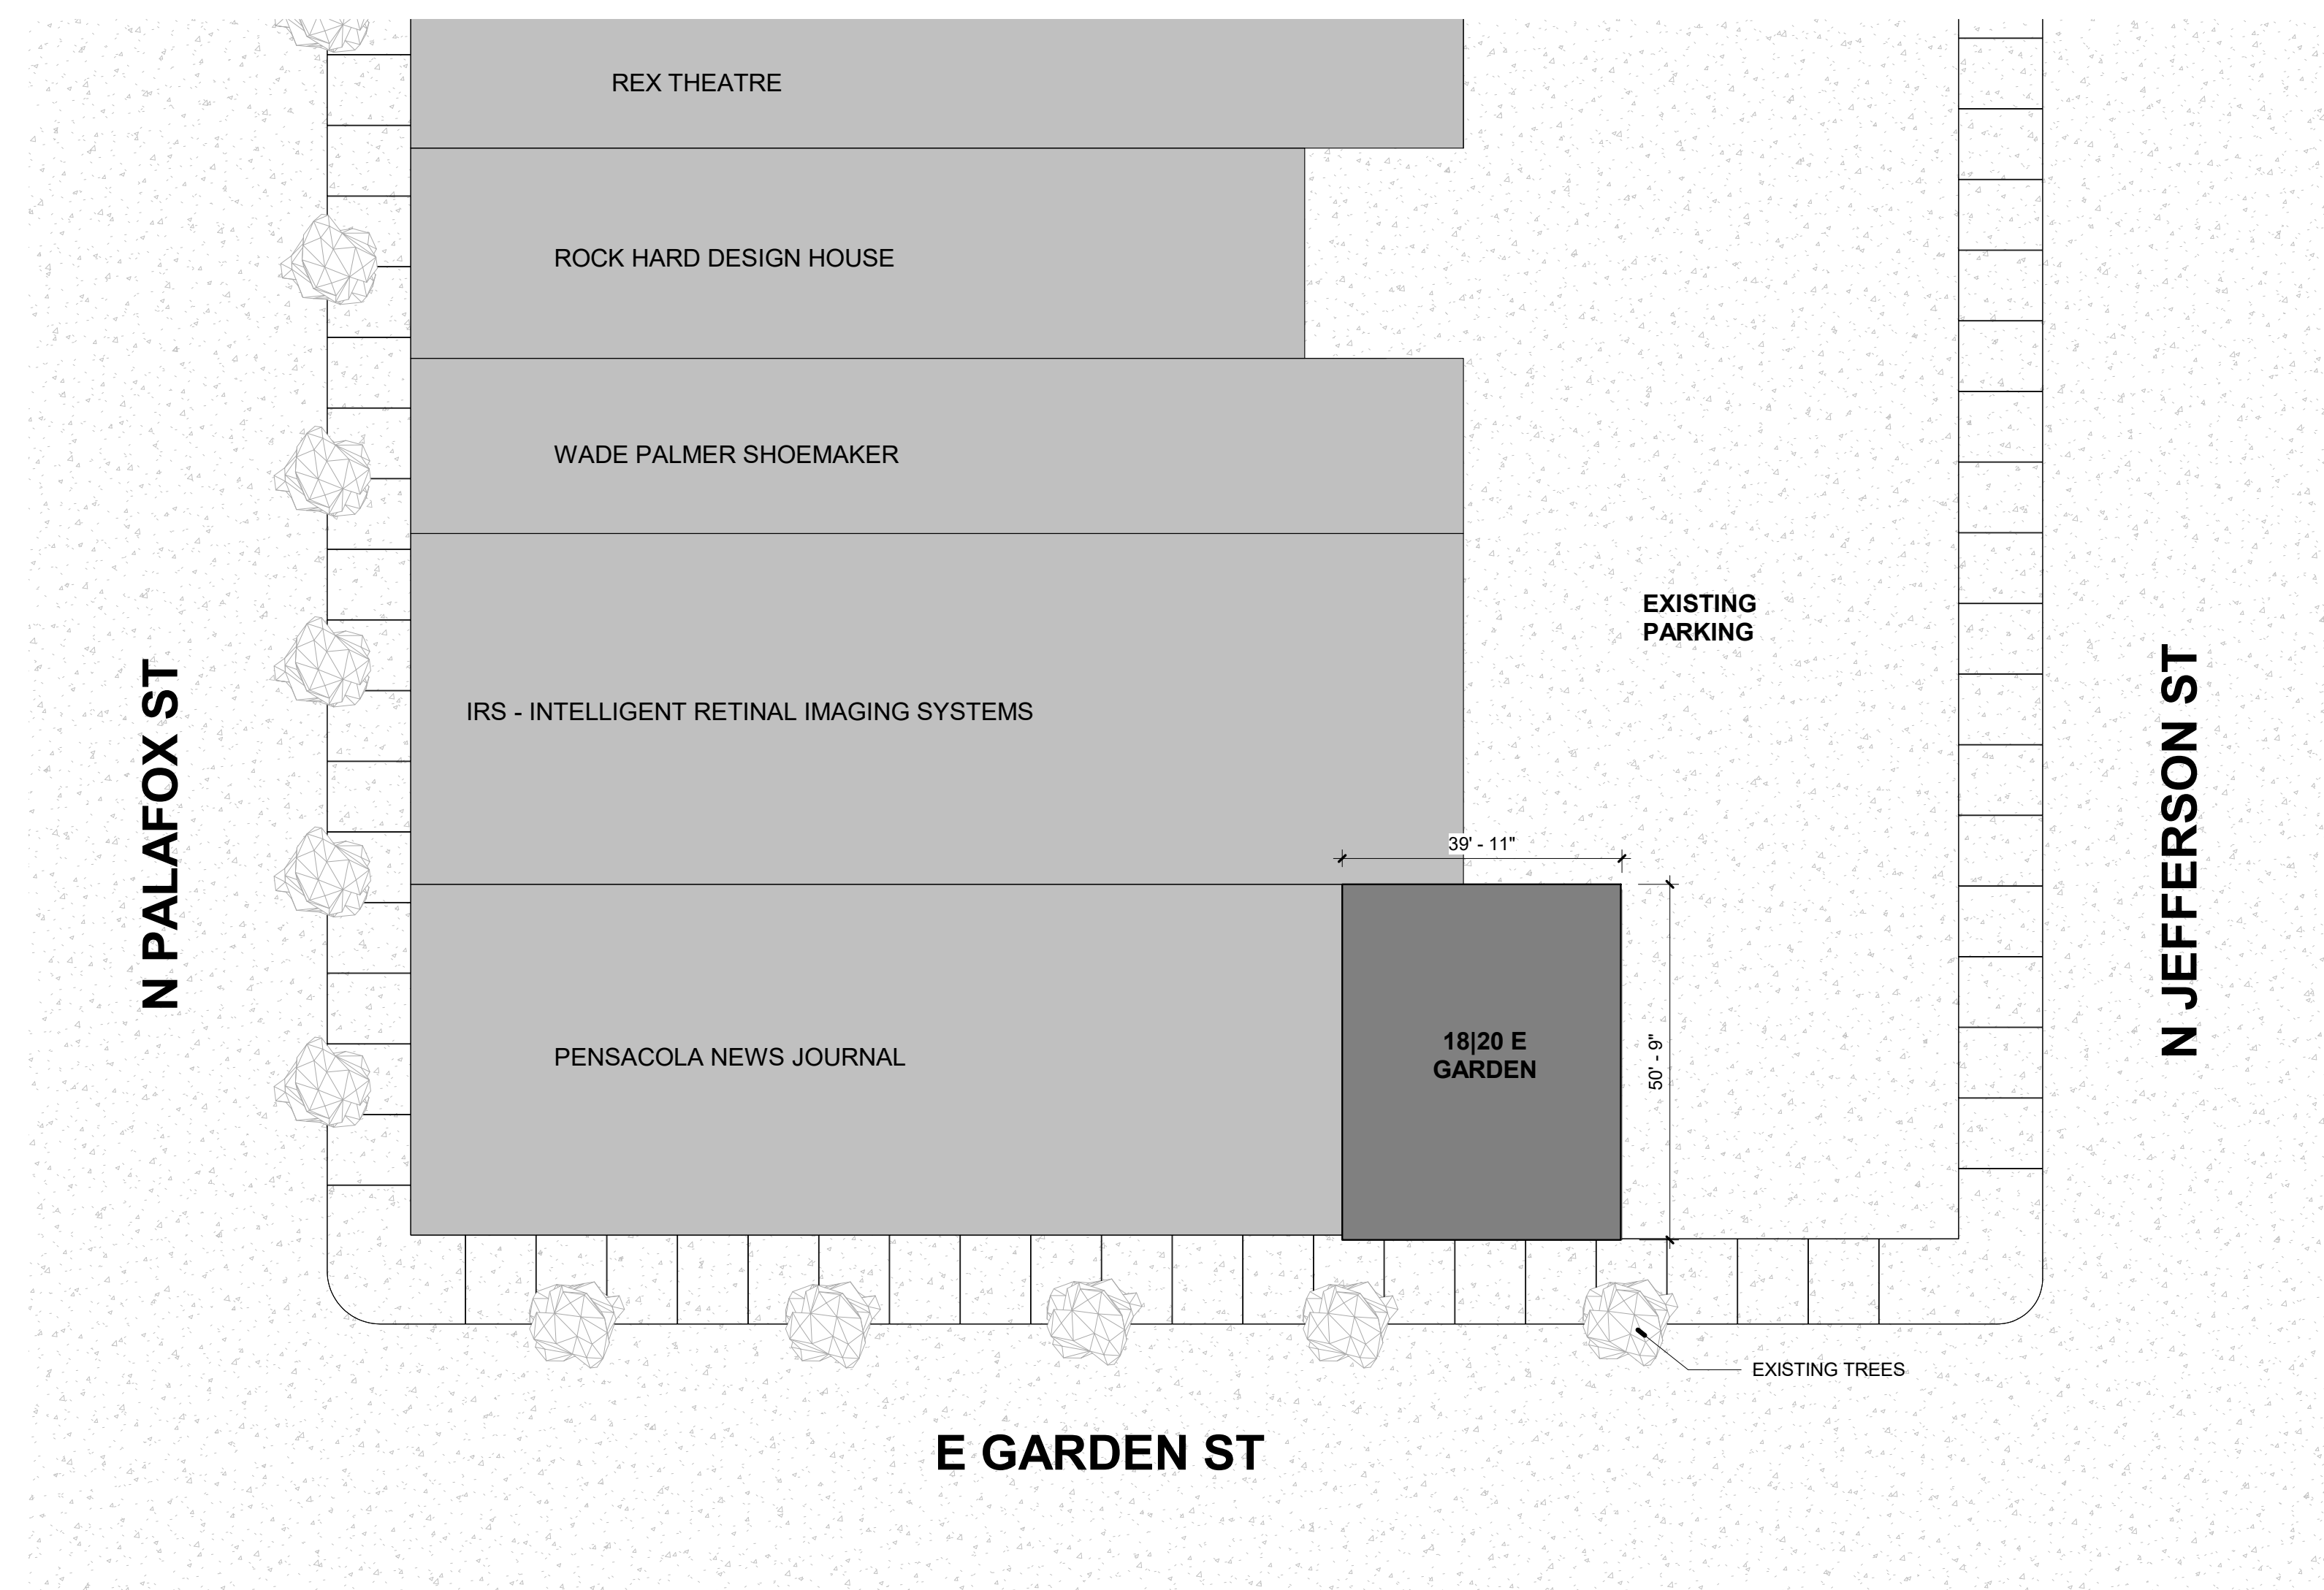 REX THEATRE
ROCK HARD DESIGN HOUSE
WADE PALMER SHOEMAKER
EXISTING
PARKING
N PALAFOX ST
N JEFFERSON ST
IRS - INTELLIGENT RETINAL IMAGING SYSTEMS
39' - 11"
PENSACOLA NEWS JOURNAL
18|20 E
GARDEN
50' - 9"
EXISTING TREES
E GARDEN ST